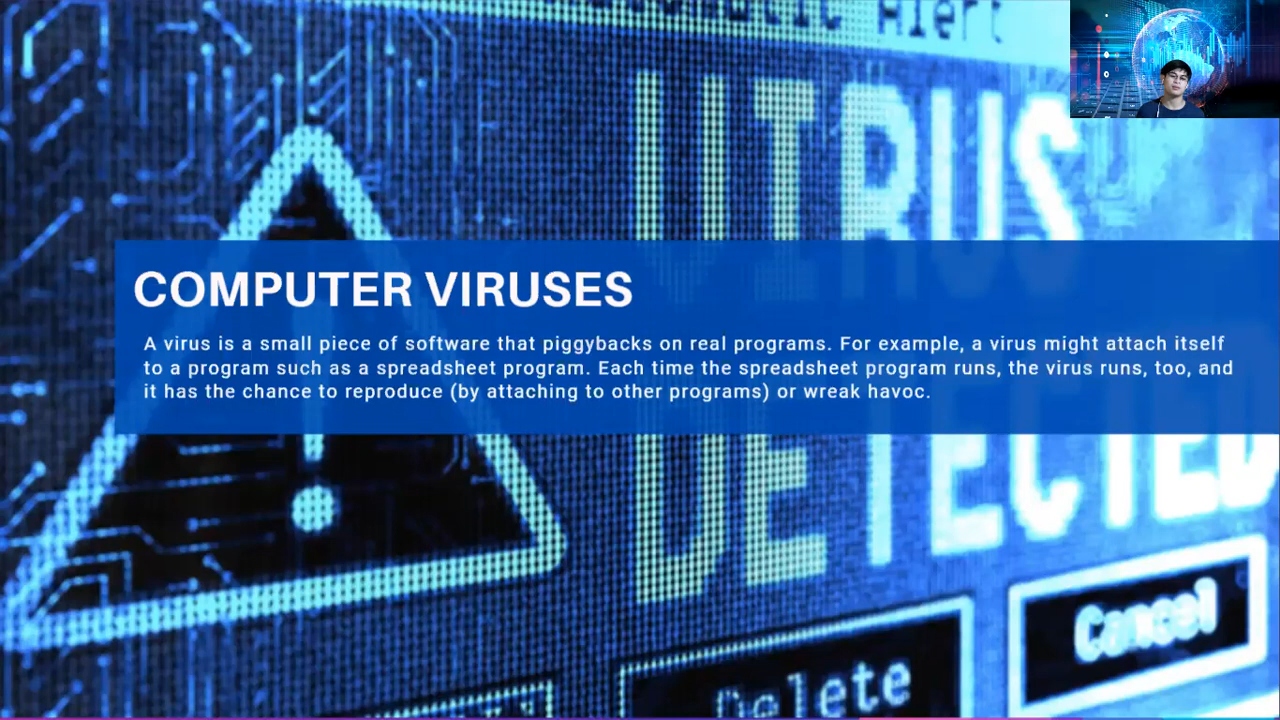 Automatic Alert
VIRUS
COMPUTER VIRUSES
A virus is a small piece of software that piggybacks on real programs. For example, a virus might attach itself
to a program such as a spreadsheet program. Each time the spreadsheet program runs, the virus runs, too, and
it has the chance to reproduce (by attaching to other programs) or wreak havoc.
DETECTED
Delete
Cancel